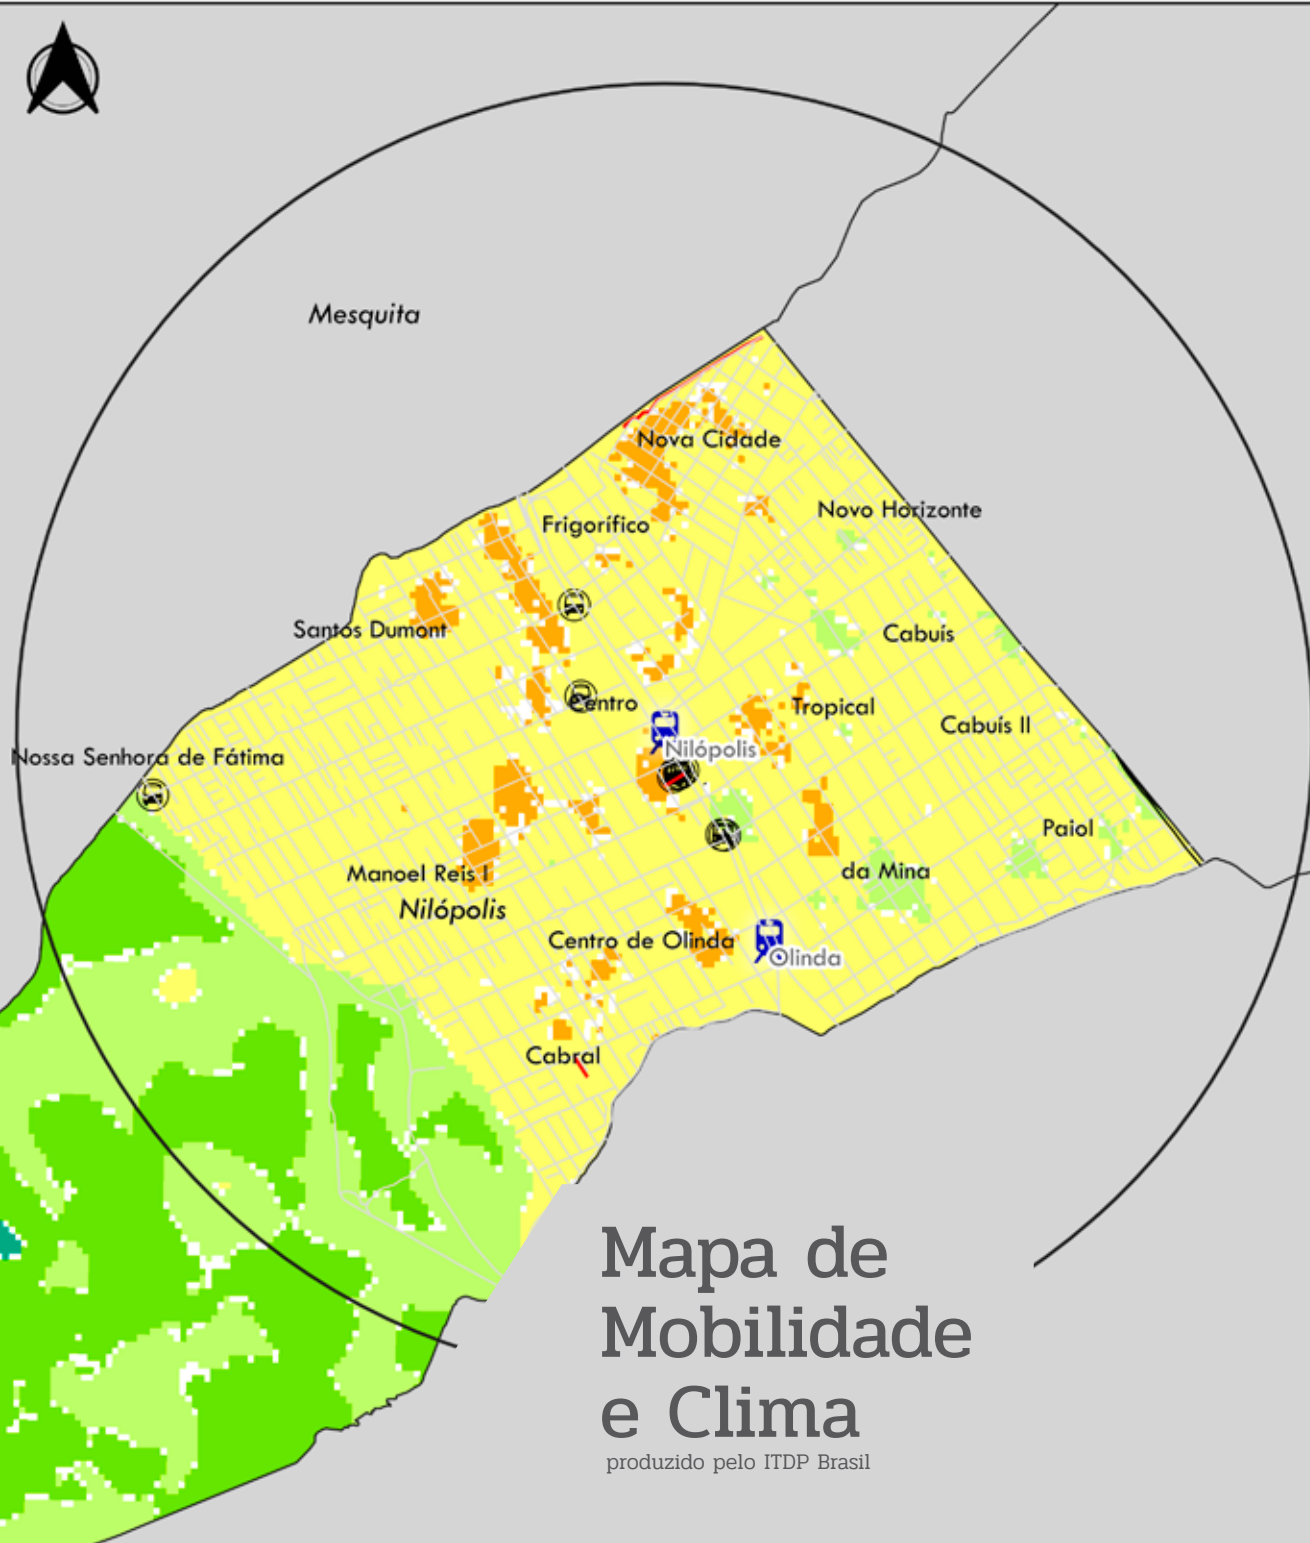 Mesquita
Nova Cidade
Novo Horizonte
Frigorífico
Santos Dumont
Cabuís
Centro
Tropical
Cabuís II
Nilópolis
Nossa Senhora de Fátima
Paiol
Manoel Reis I
da Mina
Nilópolis
Centro de Olinda
Olinda
Cabral
Mapa de
Mobilidade
e Clima
produzido pelo ITDP Brasil